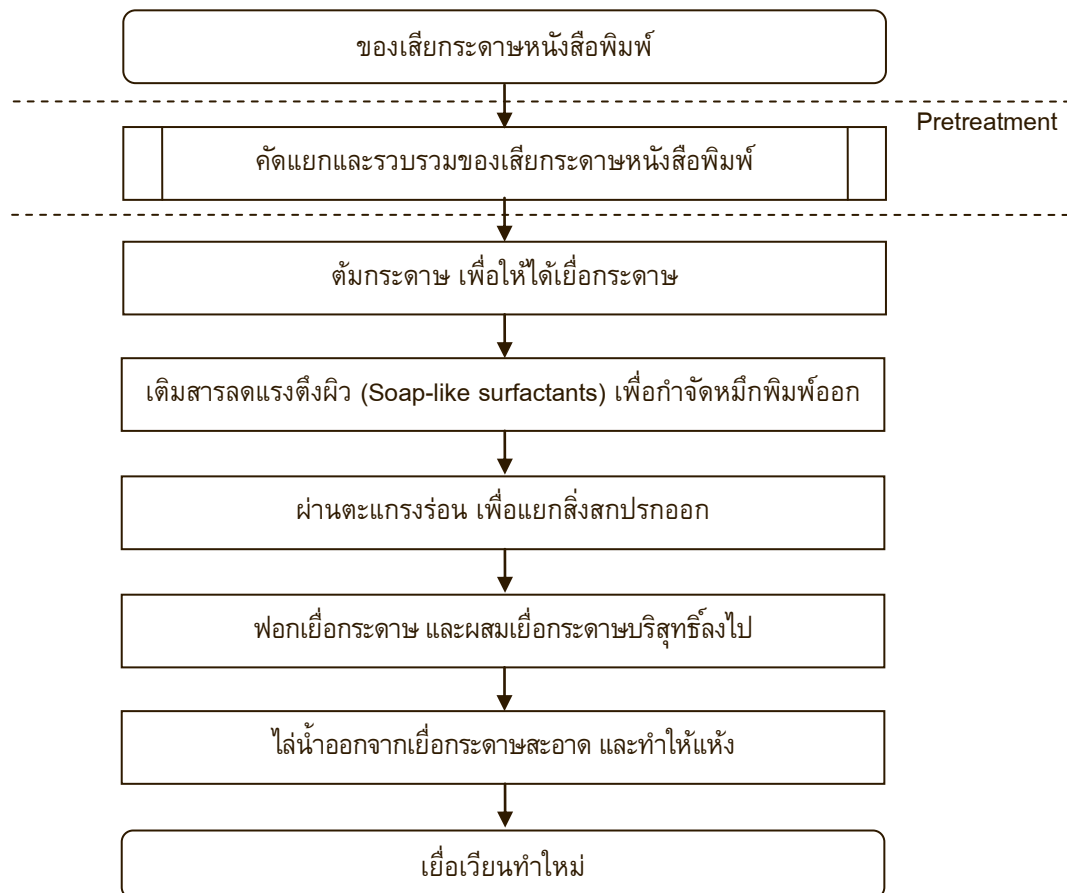 ของเสียกระดาษหนังสือพิมพ์
Pretreatment
คัดแยกและรวบรวมของเสียกระดาษหนังสือพิมพ์
ต้มกระดาษ เพื่อให้ได้เยื่อกระดาษ
เติมสารลดแรงตึงผิว (Soap-like surfactants) เพื่อกำจัดหมึกพิมพ์ออก
ผ่านตะแกรงร่อน เพื่อแยกสิ่งสกปรกออก
ฟอกเยื่อกระดาษ และผสมเยื่อกระดาษบริสุทธิ์ลงไป
ไล่น้ำออกจากเยื่อกระดาษสะอาด และทำให้แห้ง
เยื่อเวียนทำใหม่